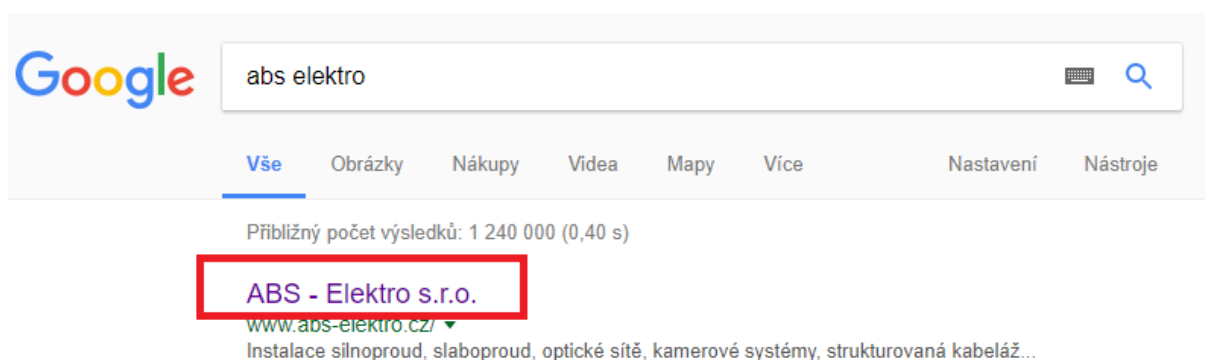 Google abs elektro
Vše Obrázky Nákupy Videa Mapy Více Nastavení Nástroje
Přibližný počet výsledků: 1 240 000 (0,40 s)
ABS - Elektro s.r.o.
www.abs-elektro.cz/
Instalace silnoproud, slaboproud, optické sítě, kamerové systémy, strukturovaná kabeláž...